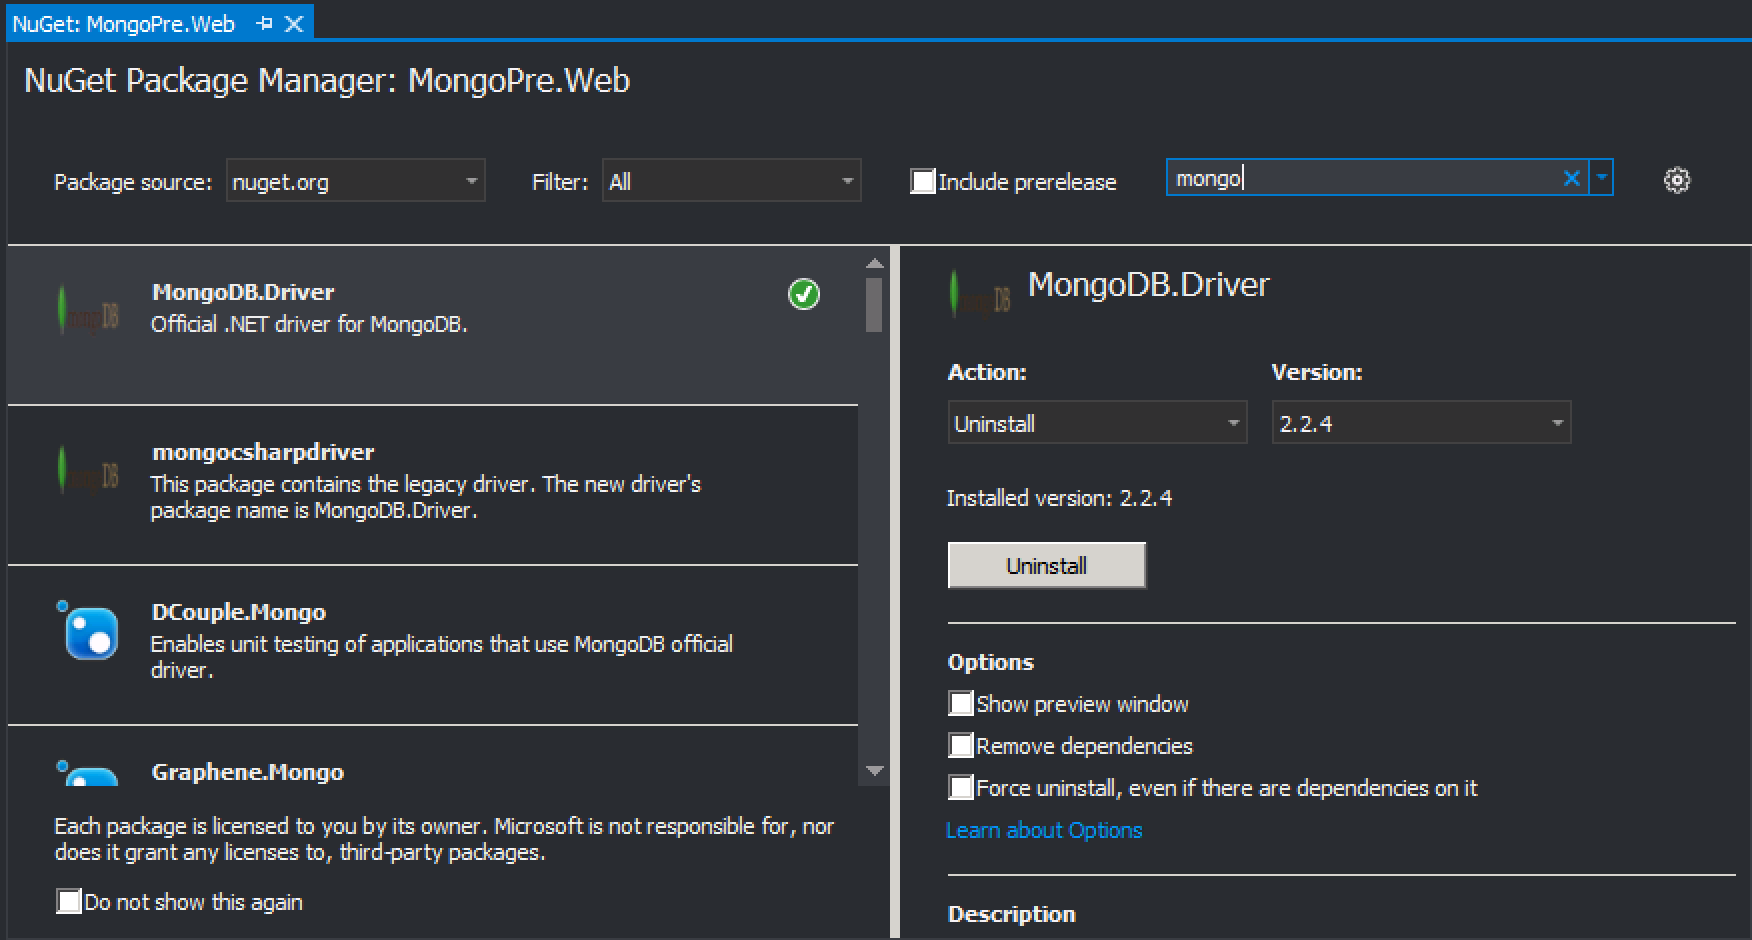 NuGet: MongoPre.Web
NuGet Package Manager: MongoPre.Web
Package source: nuget.org Filter: All Include prerelease mongo
MongoDB.Driver
Official .NET driver for MongoDB.
mongocsharpdriver
This package contains the legacy driver. The new driver's
package name is MongoDB.Driver.
DCouple.Mongo
Enables unit testing of applications that use MongoDB official
driver.
Graphene.Mongo
Each package is licensed to you by its owner. Microsoft is not responsible for, nor
does it grant any licenses to, third-party packages.
Do not show this again
MongoDB.Driver
Action: Version:
Uninstall 2.2.4
Installed version: 2.2.4
Uninstall
Options
Show preview window
Remove dependencies
Force uninstall, even if there are dependencies on it
Learn about Options
Description